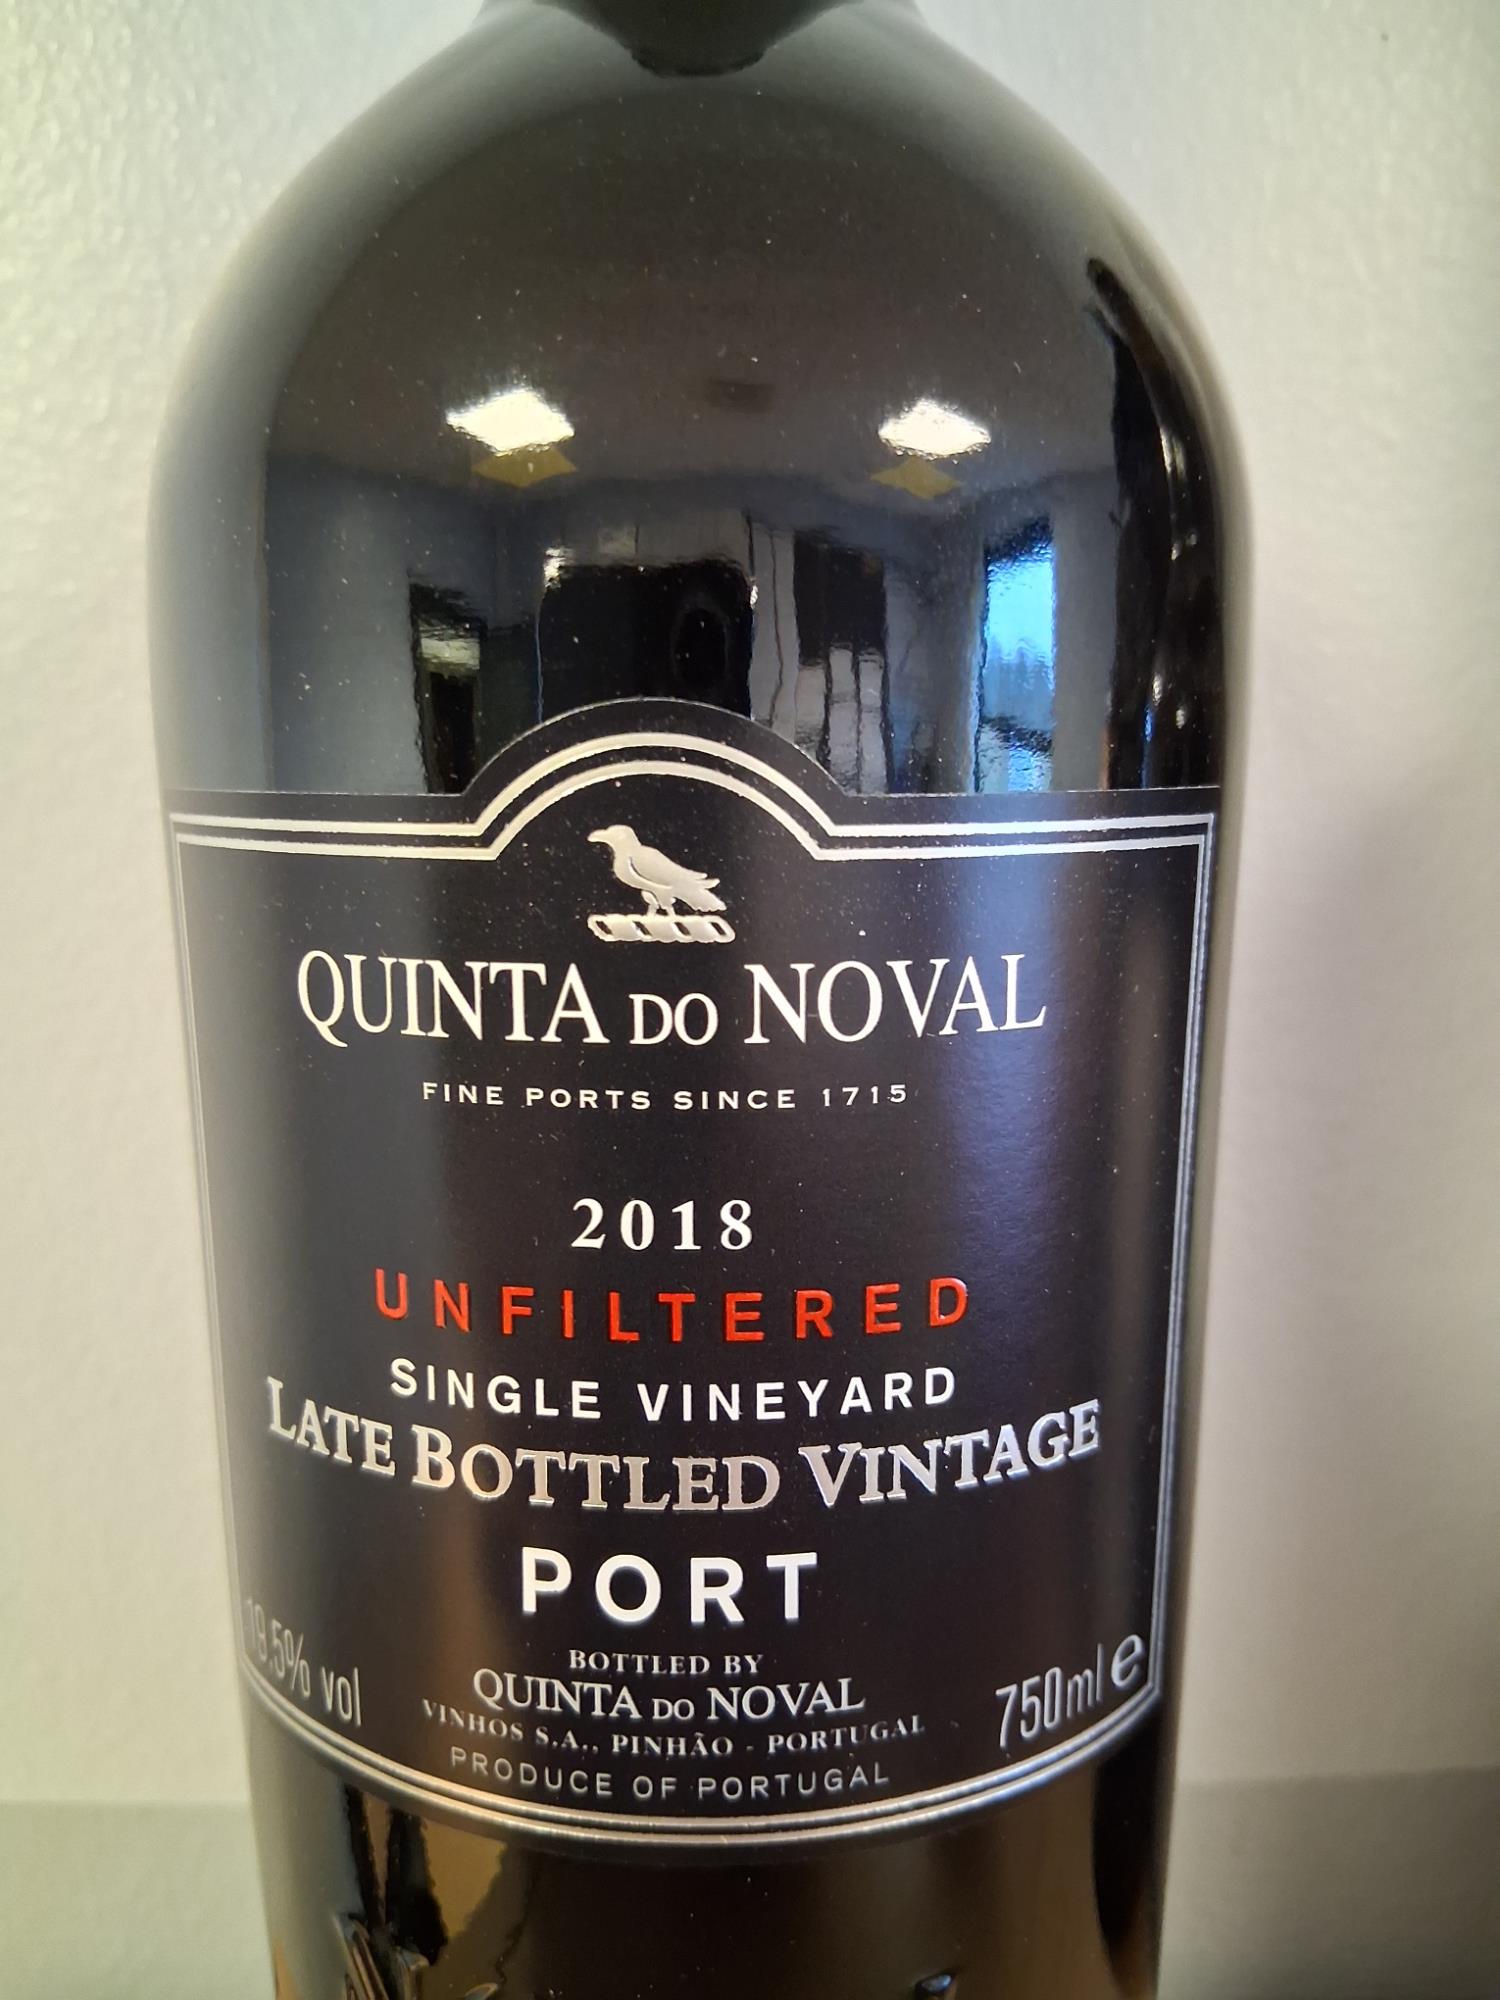 QUINTA DO NOVAL
FINE PORTS SINCE 1715
2018
UNFILTERED
SINGLE VINEYARD
LATE BOTTLED VINTAGE
PORT
19.5% vol
BOTTLED BY
QUINTA DO NOVAL
VINHOS S.A., PINHÃO - PORTUGAL
PRODUCE OF PORTUGAL
750ml e